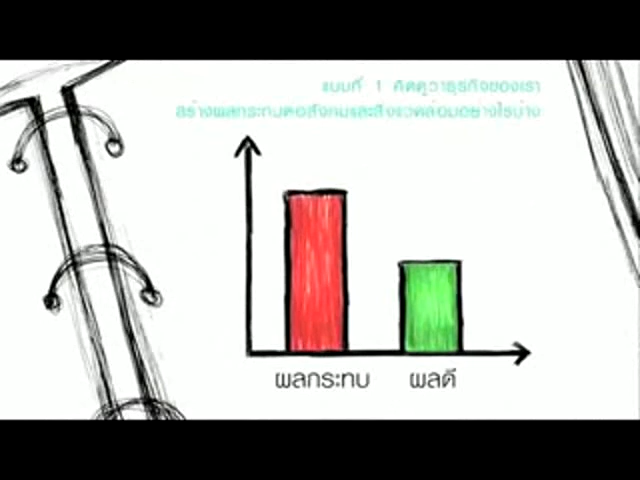 แบบที่ 1 คิดดูว่าธุรกิจของเรา
สร้างผลกระทบต่อสังคมและสิ่งแวดล้อมอย่างไรบ้าง
ผลกระทบ ผลดี